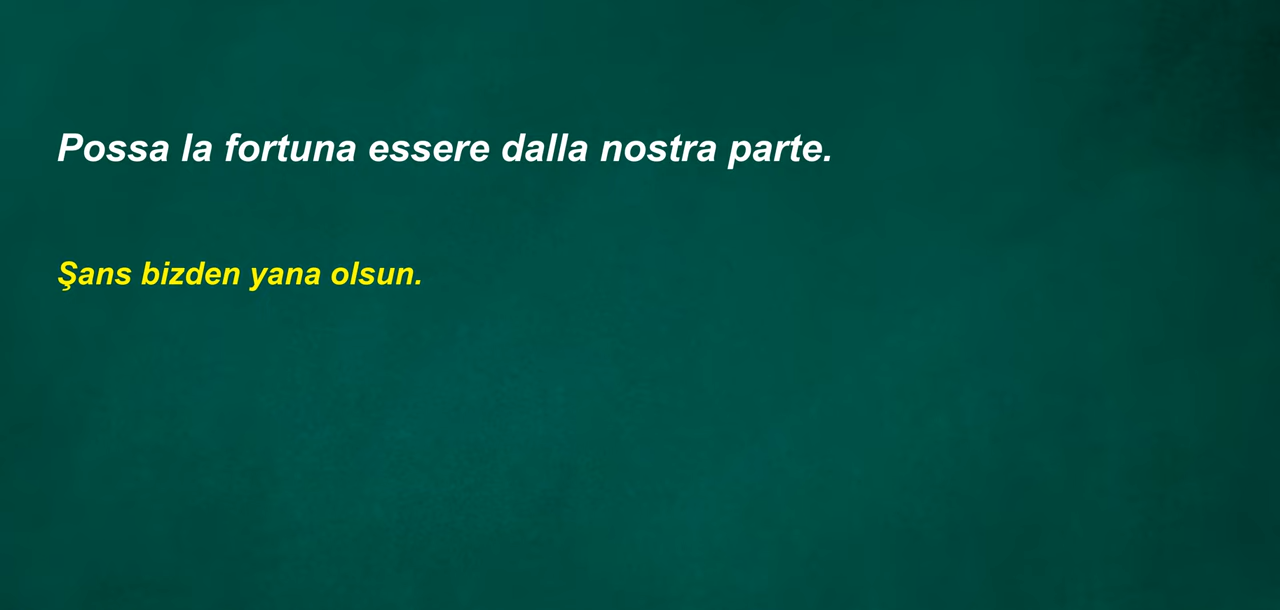 Possa la fortuna essere dalla nostra parte.
Şans bizden yana olsun.